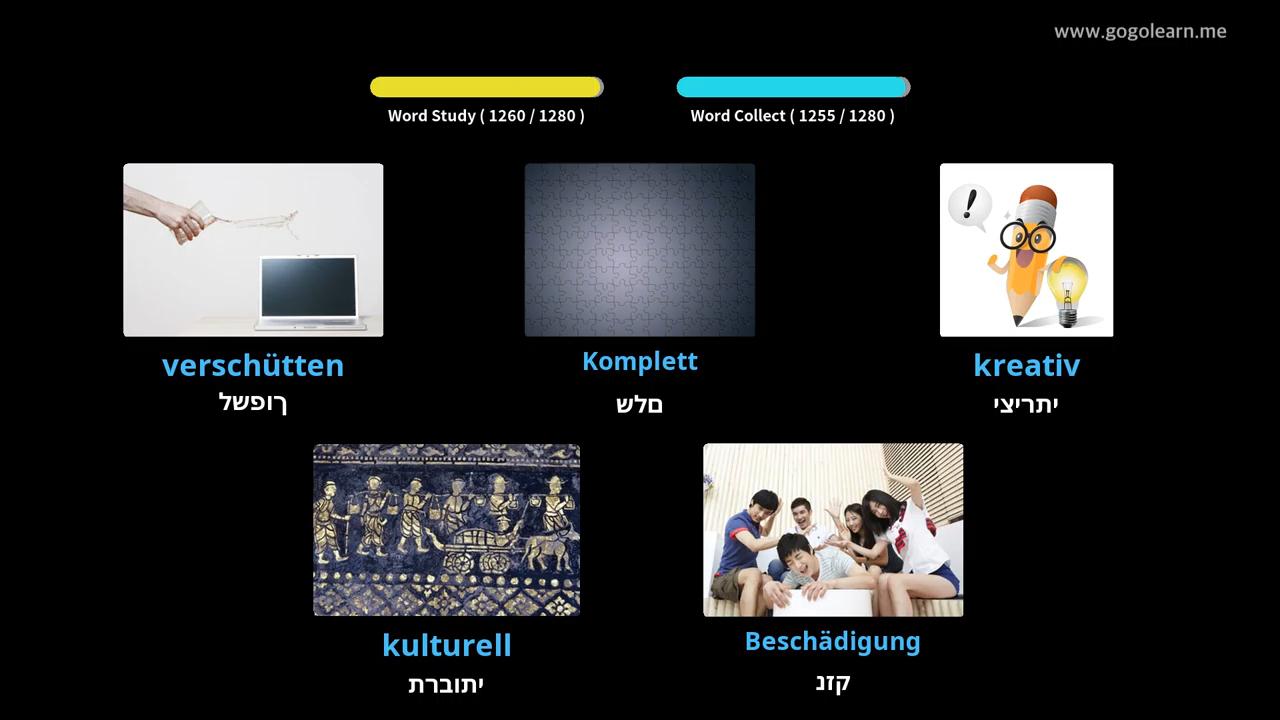 www.gogolearn.me
Word Study ( 1260 / 1280 )
Word Collect ( 1255 / 1280 )
verschütten
לשפוך
Komplett
שלם
kreativ
יצירתי
kulturell
תרבותי
Beschädigung
נזק